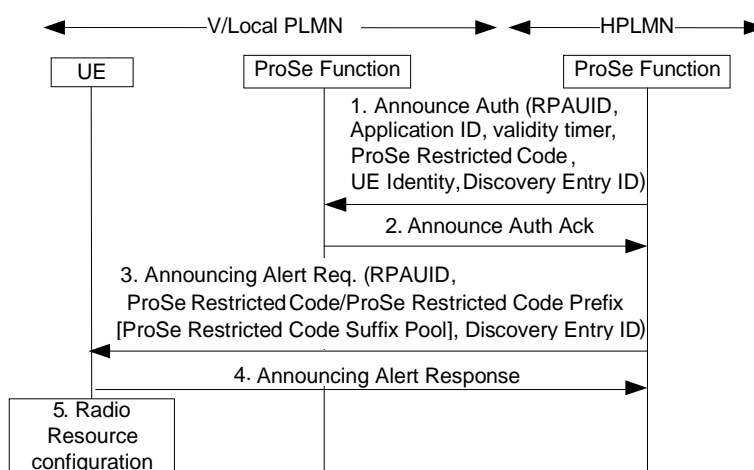 V/Local PLMN
HPLMN
UE
ProSe Function
ProSe Function
1. Announce Auth (RPAUID,
Application ID, validity timer,
ProSe Restricted Code,
UE Identity,Discovery Entry ID)
2. Announce Auth Ack
3. Announcing Alert Req. (RPAUID,
ProSe Restricted Code/ProSe Restricted Code Prefix
[ProSe Restricted Code Suffix Pool], Discovery Entry ID)
4. Announcing Alert Response
5. Radio
Resource
configuration